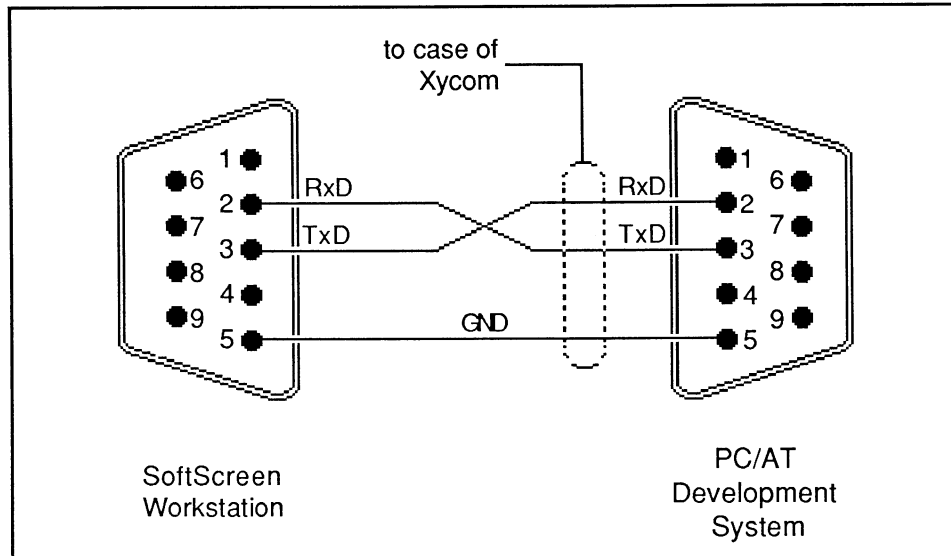 to case of
Xycom
1
6
2
RxD
7
3
TxD
8
4
9
5
GND
RxD
1
6
2
TxD
7
3
8
4
9
5
SoftScreen
Workstation
PC/AT
Development
System